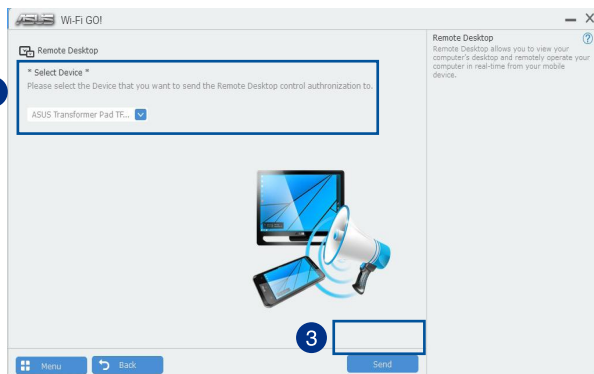 ASUS Wi-Fi GO!
Remote Desktop
* Select Device *
Please select the Device that you want to send the Remote Desktop control authronization to.
ASUS Transformer Pad TF...
3
Menu
Back
Send
Remote Desktop
Remote Desktop allows you to view your
computer's desktop and remotely operate your
computer in real-time from your mobile
device.